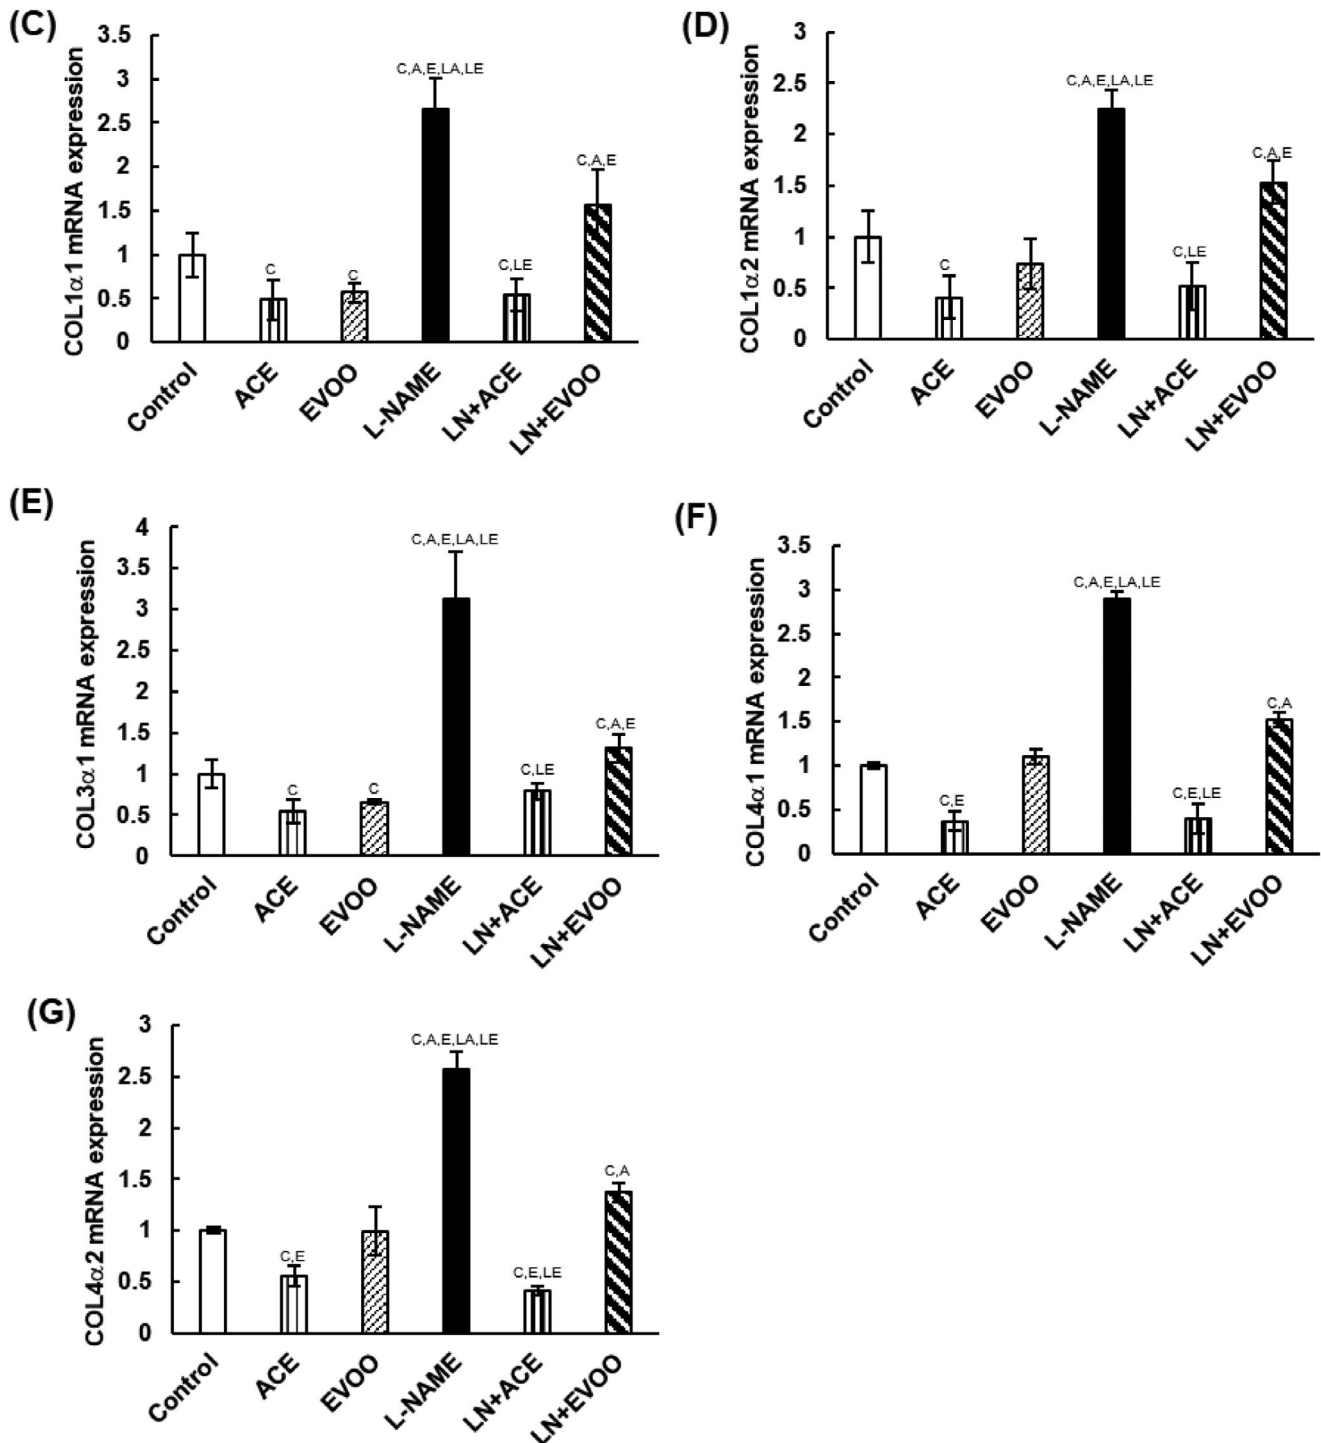 (C)
COL1α1 mRNA expression
3.5
3
2.5
2
1.5
1
0.5
0
C
C
C,A,E,LA,LE
C,LE
C,A,E
Control
ACE
EVOO
L-NAME
LN+ACE
LN+EVOO
(D)
COL1α2 mRNA expression
3
2.5
2
1.5
1
0.5
0
C
C,A,E,LA,LE
C,LE
C,A,E
Control
ACE
EVOO
L-NAME
LN+ACE
LN+EVOO
(E)
COL3α1 mRNA expression
4
3.5
3
2.5
2
1.5
1
0.5
0
C
C
C,A,E,LA,LE
C,LE
C,A,E
Control
ACE
EVOO
L-NAME
LN+ACE
LN+EVOO
(F)
COL4α1 mRNA expression
3.5
3
2.5
2
1.5
1
0.5
0
C,E
C,A,E,LA,LE
C,E,LE
C,A
Control
ACE
EVOO
L-NAME
LN+ACE
LN+EVOO
(G)
COL4α2 mRNA expression
3
2.5
2
1.5
1
0.5
0
C,E
C,A,E,LA,LE
C,E,LE
C,A
Control
ACE
EVOO
L-NAME
LN+ACE
LN+EVOO